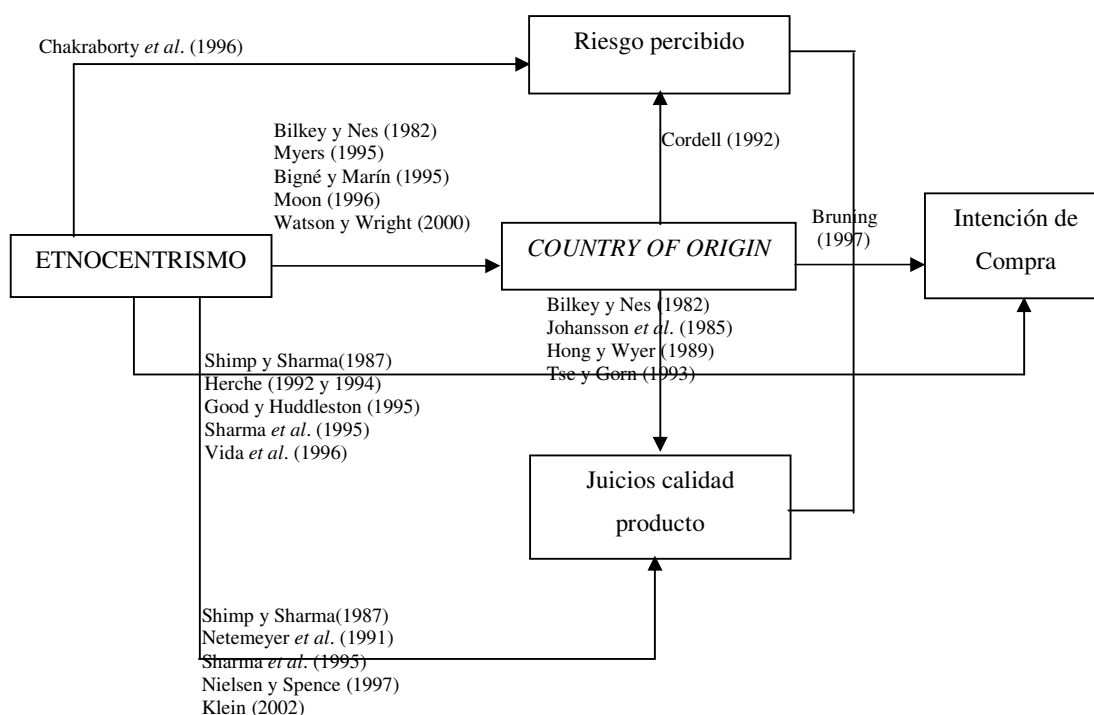 Riesgo percibido
Chakraborty et al. (1996)
Bilkey y Nes (1982)
Myers (1995)
Bigné y Marín (1995)
Moon (1996)
Watson y Wright (2000)
Cordell (1992)
ETNOCENTRISMO
COUNTRY OF ORIGIN
Bruning
(1997)
Intención de
Compra
Bilkey y Nes (1982)
Johansson et al. (1985)
Hong y Wyer (1989)
Tse y Gorn (1993)
Shimp y Sharma(1987)
Herche (1992 y 1994)
Good y Huddleston (1995)
Sharma et al. (1995)
Vida et al. (1996)
Juicios calidad
producto
Shimp y Sharma(1987)
Netemeyer et al. (1991)
Sharma et al. (1995)
Nielsen y Spence (1997)
Klein (2002)